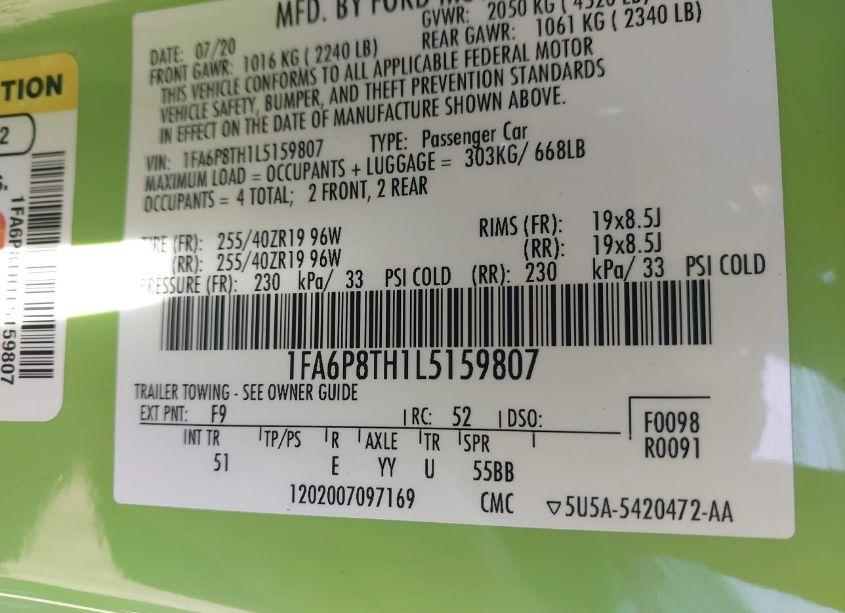 MFD. BY FORD
GVWR: 2050 KG ( 4520 LB)
DATE: 07/20
FRONT GAWR: 1016 KG ( 2240 LB)
REAR GAWR: 1061 KG ( 2340 LB)
THIS VEHICLE CONFORMS TO ALL APPLICABLE FEDERAL MOTOR
VEHICLE SAFETY, BUMPER, AND THEFT PREVENTION STANDARDS
IN EFFECT ON THE DATE OF MANUFACTURE SHOWN ABOVE.
VIN: 1FA6P8TH1L5159807 TYPE: Passenger Car
MAXIMUM LOAD = OCCUPANTS + LUGGAGE = 303KG/ 668LB
OCCUPANTS = 4 TOTAL; 2 FRONT, 2 REAR
TIRE (FR): 255/40ZR19 96W RIMS (FR): 19x8.5J
(RR): 255/40ZR19 96W (RR): 19x8.5J
PRESSURE (FR): 230 kPa/ 33 PSI COLD (RR): 230 kPa/ 33 PSI COLD
1FA6P8TH1L5159807
TRAILER TOWING - SEE OWNER GUIDE
EXT PNT: F9 RC: 52 DSO:
F0098
R0091
INT TR TP/PS R AXLE TR SPR
51 E YY U 55BB
1202007097169 CMC ▽5U5A-5420472-AA
TION
2
1FA6P8TH1L5159807